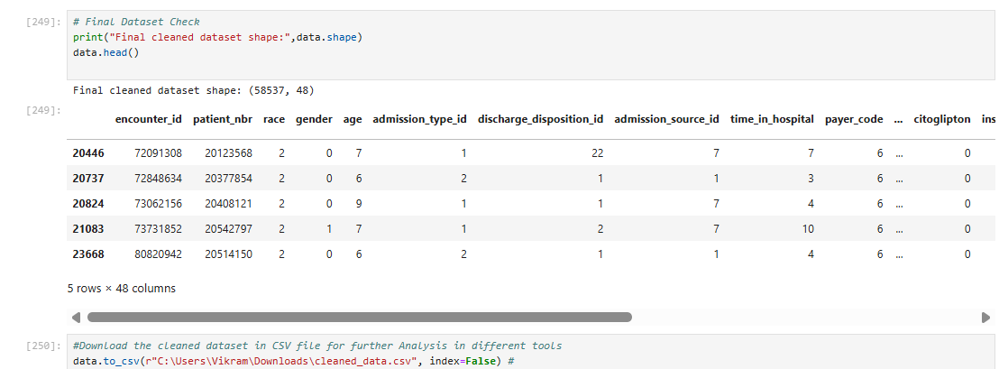 [249]: # Final Dataset Check
print("Final cleaned dataset shape:",data.shape)
data.head()
Final cleaned dataset shape: (58537, 48)
[249]:
encounter_id patient_nbr race gender age admission_type_id discharge_disposition_id admission_source_id time_in_hospital payer_code ... citoglipton ins
20446 72091308 20123568 2 0 7 1 22 7 7 6 ... 0
20737 72848634 20377854 2 0 6 2 1 1 3 6 ... 0
20824 73062156 20408121 2 0 9 1 1 7 4 6 ... 0
21083 73731852 20542797 2 1 7 1 2 7 10 6 ... 0
23668 80820942 20514150 2 0 6 2 1 1 4 6 ... 0
5 rows × 48 columns
[250]: #Download the cleaned dataset in CSV file for further Analysis in different tools
data.to_csv(r"C:\Users\Vikram\Downloads\cleaned_data.csv", index=False) #